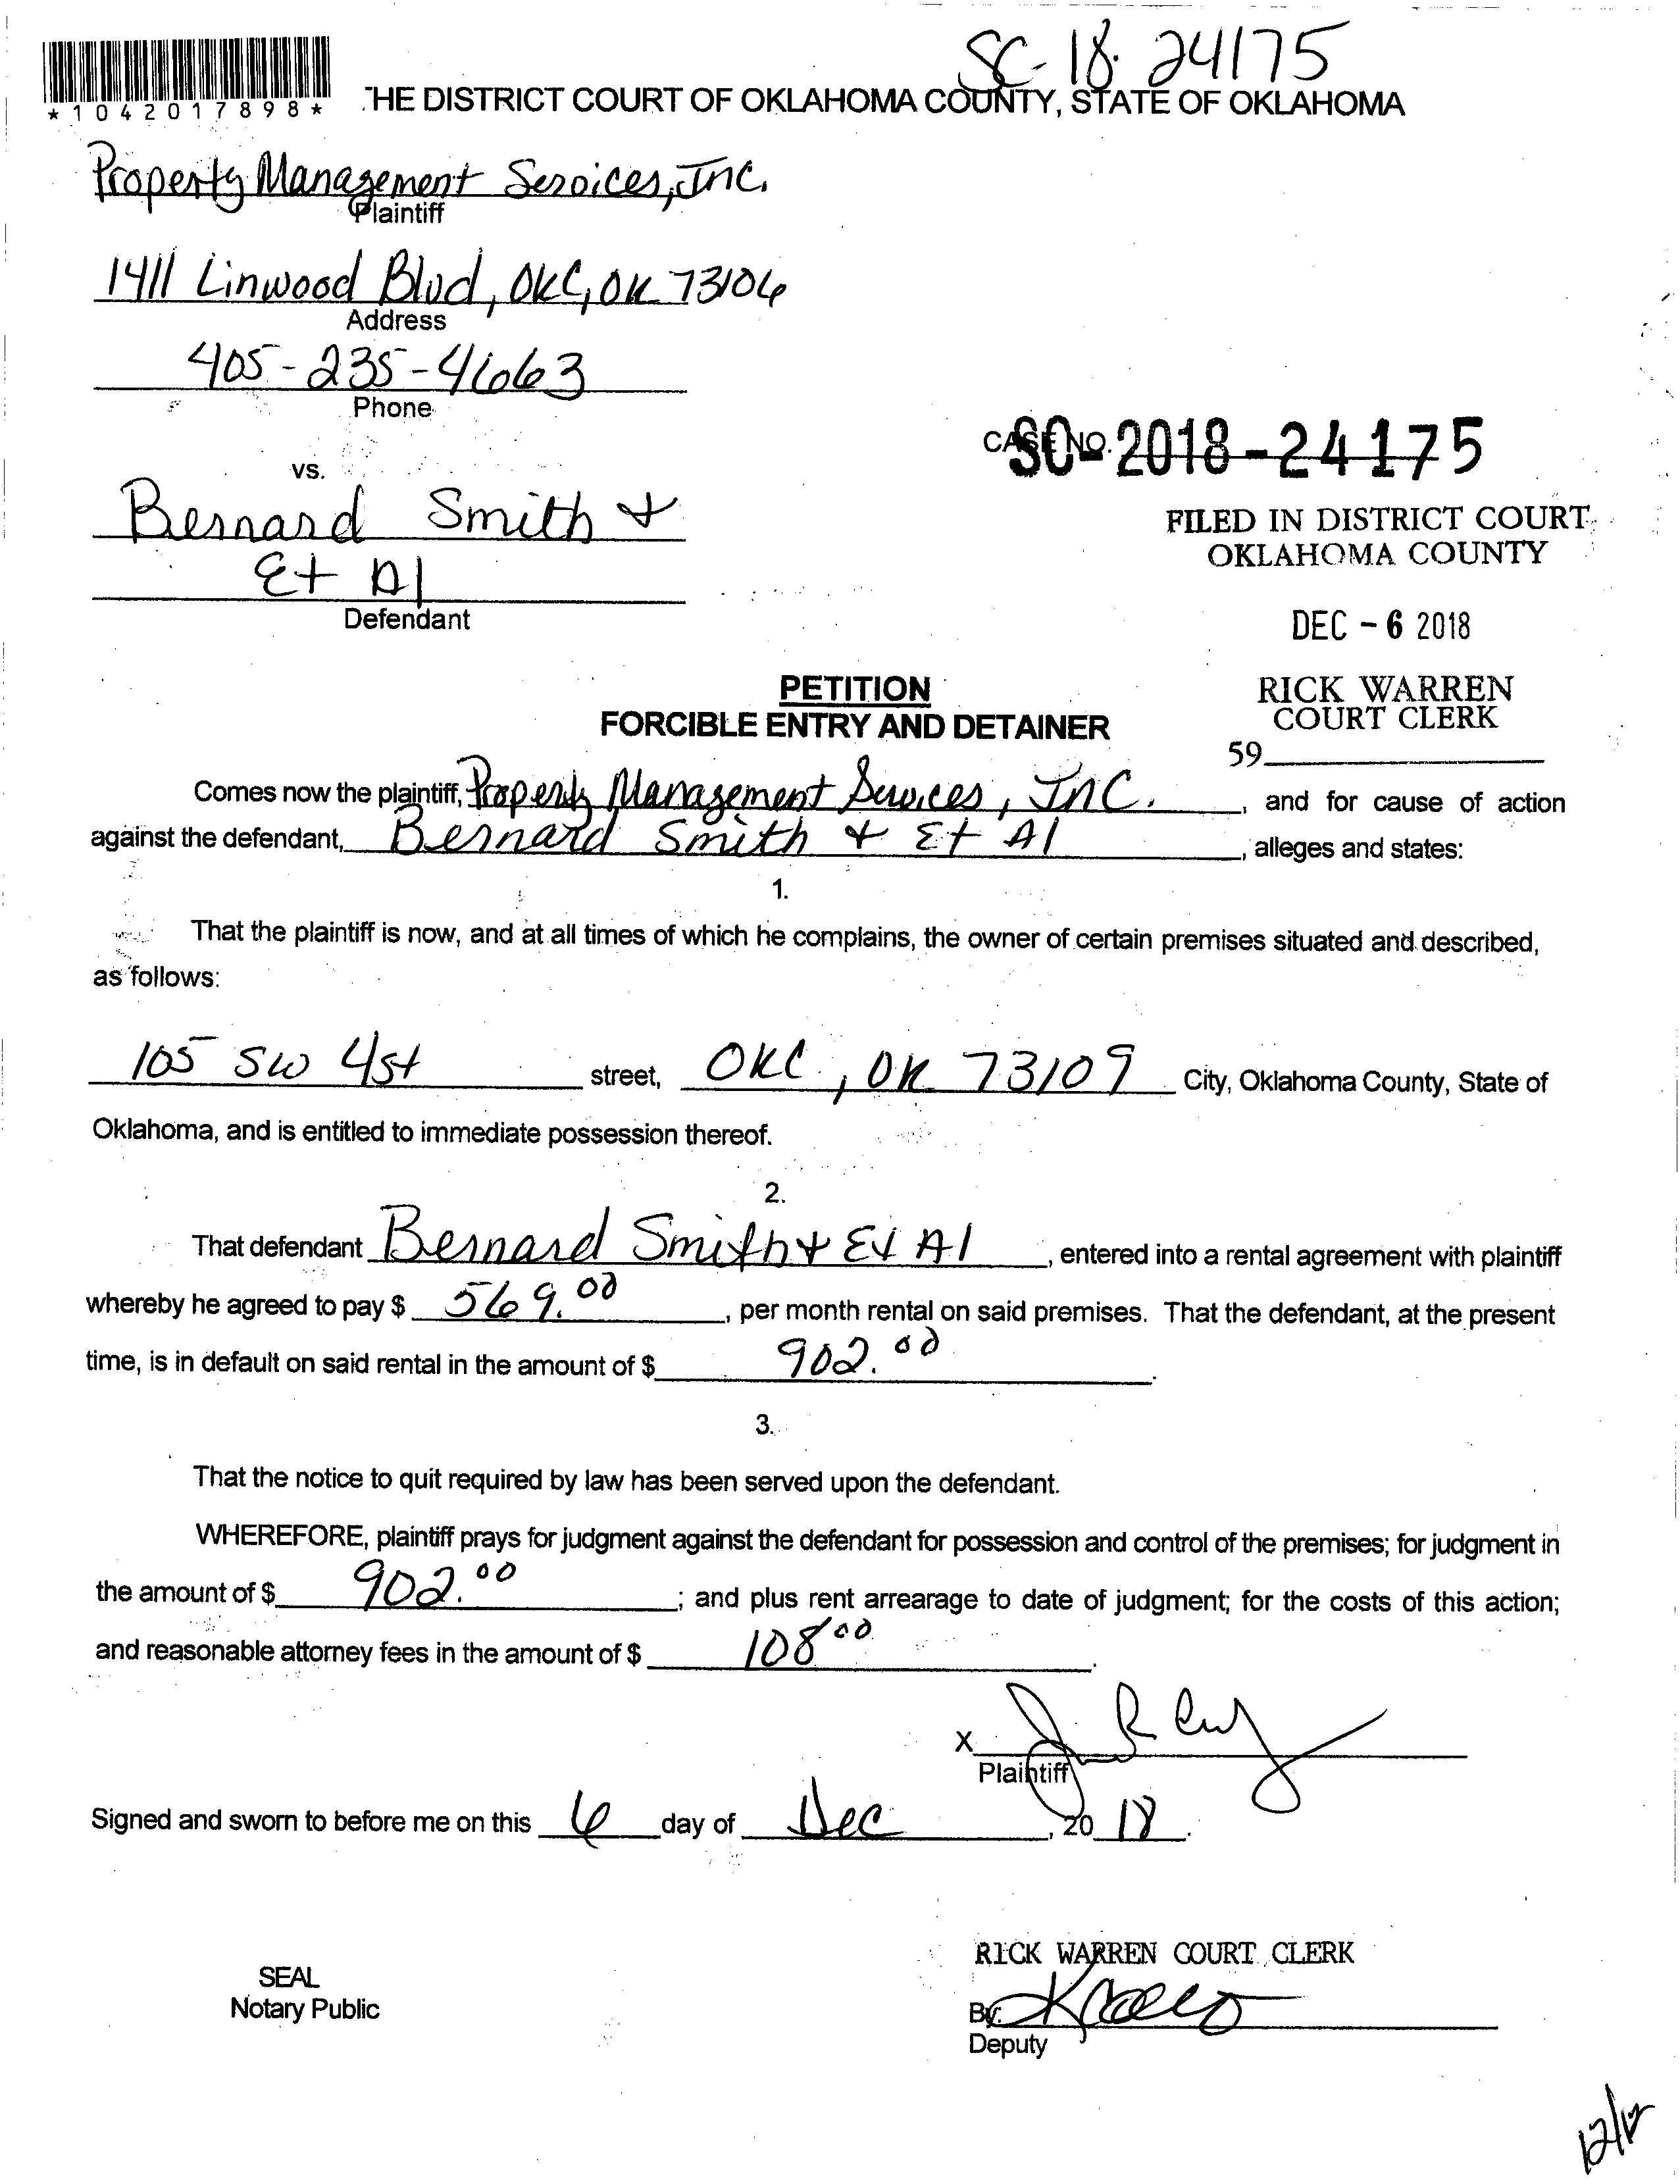 SC-18-24175
*1042017898*
THE DISTRICT COURT OF OKLAHOMA COUNTY, STATE OF OKLAHOMA
Property Management Services, Inc.
Plaintiff
1411 Linwood Blvd, OKC, OK 73106
Address
405-235-4663
Phone
CASE NO. SC-2018-24175
vs.
Bernard Smith &
Et Al
Defendant
FILED IN DISTRICT COURT
OKLAHOMA COUNTY
DEC - 6 2018
RICK WARREN
COURT CLERK
59
PETITION
FORCIBLE ENTRY AND DETAINER
Comes now the plaintiff, Property Management Services, Inc. , and for cause of action
against the defendant, Bernard Smith & Et Al , alleges and states:
1.
That the plaintiff is now, and at all times of which he complains, the owner of certain premises situated and described,
as follows:
105 SW 4st street, OKC, OK 73109 City, Oklahoma County, State of
Oklahoma, and is entitled to immediate possession thereof.
2.
That defendant Bernard Smith & Et Al , entered into a rental agreement with plaintiff
whereby he agreed to pay $ 569.00 , per month rental on said premises. That the defendant, at the present
time, is in default on said rental in the amount of $ 902.00 .
3.
That the notice to quit required by law has been served upon the defendant.
WHEREFORE, plaintiff prays for judgment against the defendant for possession and control of the premises; for judgment in
the amount of $ 902.00 ; and plus rent arrearage to date of judgment; for the costs of this action;
and reasonable attorney fees in the amount of $ 108.00 .
X
Plaintiff
Signed and sworn to before me on this 6 day of Dec , 20 18 .
RICK WARREN COURT CLERK
SEAL
Notary Public
By:
Deputy
12/12